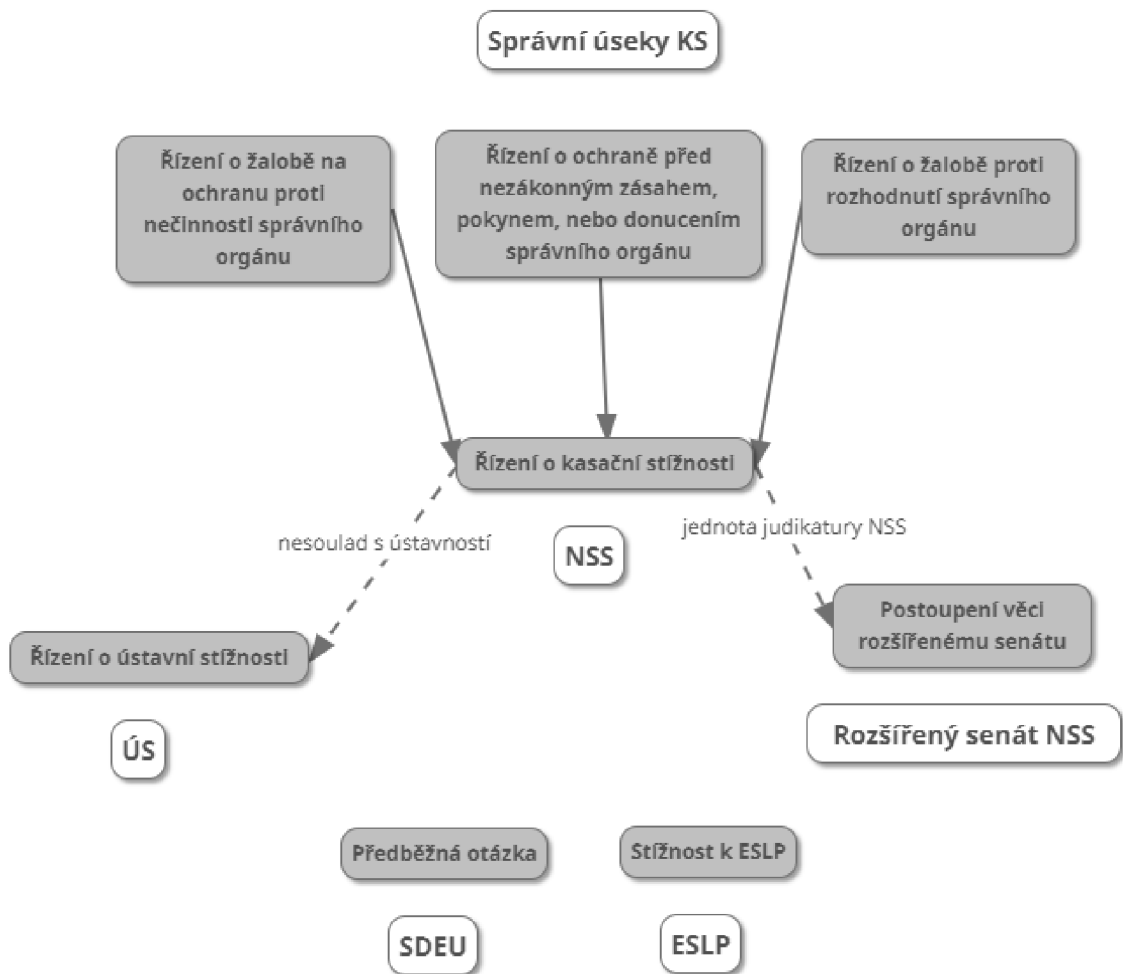 Správní úseky KS
Řízení o žalobě na
ochranu proti
nečinnosti správního
orgánu
Řízení o ochraně před
nezákonným zásahem,
pokynem, nebo donucením
správního orgánu
Řízení o žalobě proti
rozhodnutí správního
orgánu
Řízení o kasační stížnosti
nesoulad s ústavností
jednota judikatury NSS
NSS
Postoupení věci
rozšířenému senátu
Řízení o ústavní stížnosti
ÚS
Rozšířený senát NSS
Předběžná otázka
Stížnost k ESLP
SDEU
ESLP